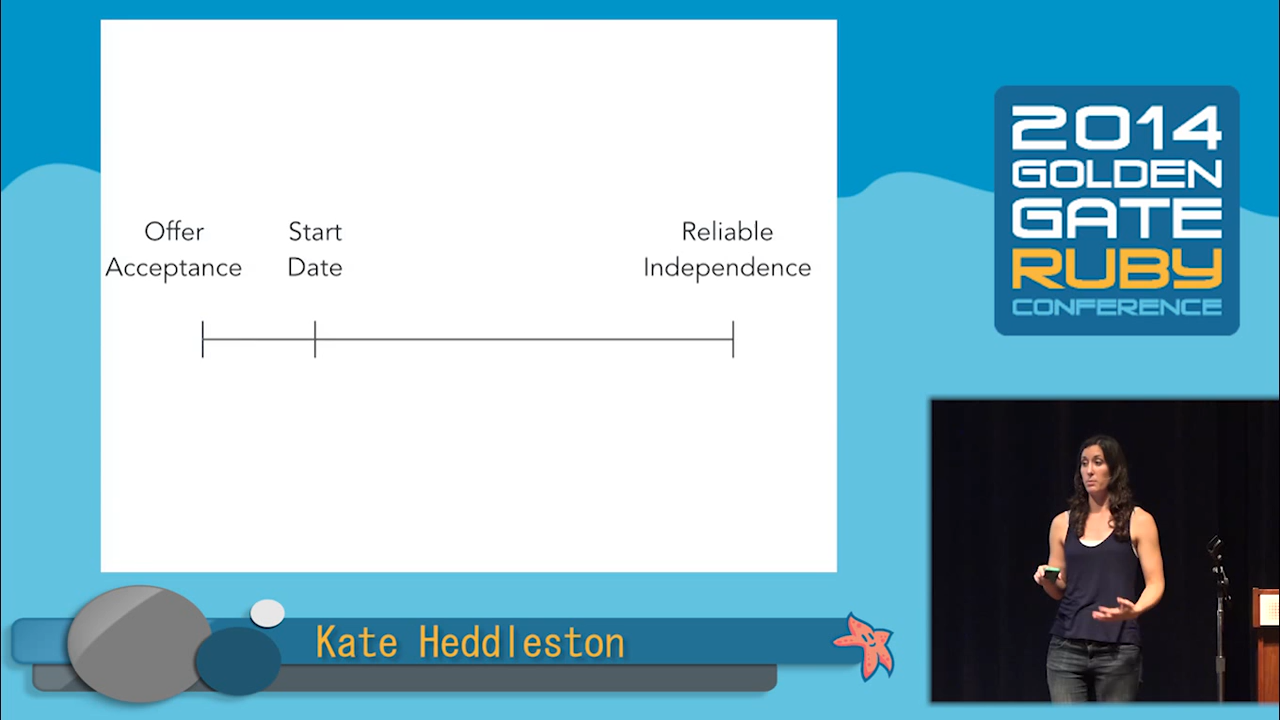 Offer
Acceptance
Start
Date
Reliable
Independence
2014
GOLDEN
GATE
RUBY
CONFERENCE
Kate Heddleston